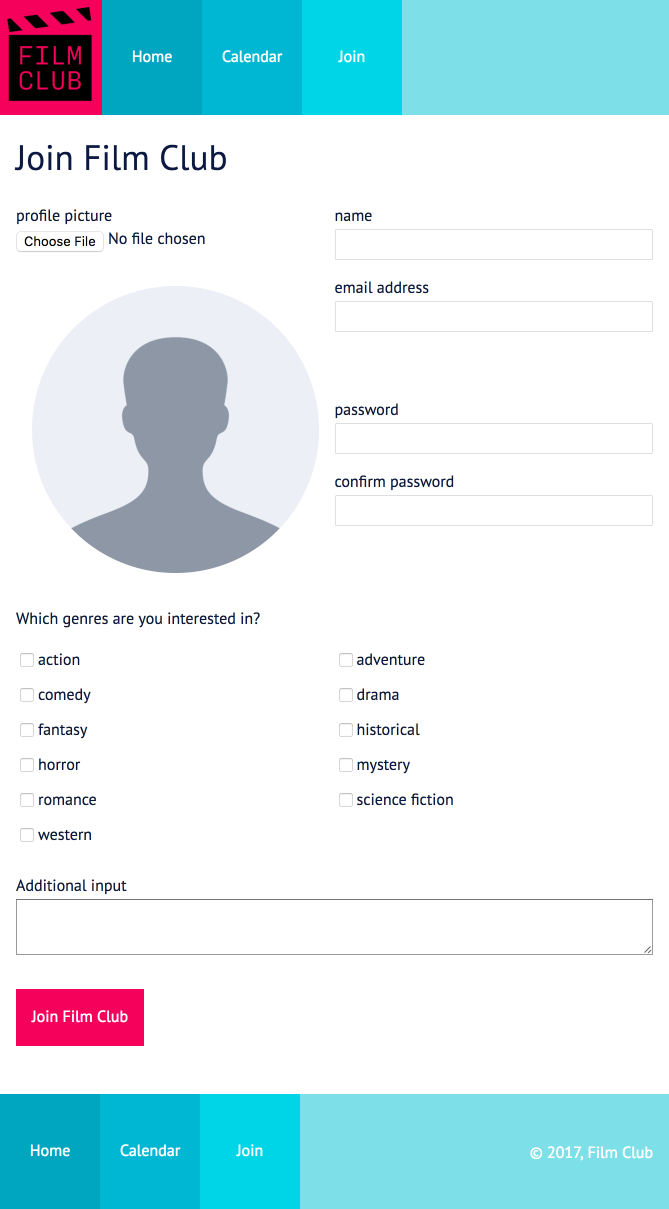 FILM
CLUB
Home
Calendar
Join
Join Film Club
profile picture
Choose File No file chosen
name
email address
password
confirm password
Which genres are you interested in?
action
adventure
comedy
drama
fantasy
historical
horror
mystery
romance
science fiction
western
Additional input
Join Film Club
Home
Calendar
Join
© 2017, Film Club